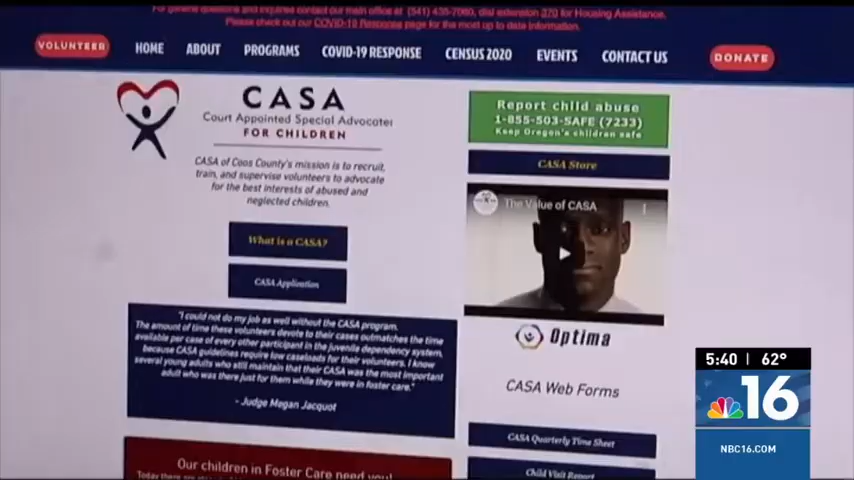 For general questions and inquiries contact our main office at (541) 435-7080, dial extension 370 for Housing Assistance.
Please check out our COVID-19 Response page for the most up to date information.
VOLUNTEER
HOME
ABOUT
PROGRAMS
COVID-19 RESPONSE
CENSUS 2020
EVENTS
CONTACT US
DONATE
CASA
Court Appointed Special Advocates
FOR CHILDREN
CASA of Coos County's mission is to recruit,
train, and supervise volunteers to advocate
for the best interests of abused and
neglected children.
What is a CASA?
CASA Application
"I could not do my job as well without the CASA program.
The amount of time these volunteers devote to their cases outmatches the time
available per case of every other participant in the juvenile dependency system,
because CASA guidelines require low caseloads for their volunteers. I know
several young adults who still maintain that their CASA was the most important
adult who was there just for them while they were in foster care."
- Judge Megan Jacquot
Our children in Foster Care need you!
Report child abuse
1-855-503-SAFE (7233)
Keep Oregon's children safe
CASA Store
The Value of CASA
Optima
CASA Web Forms
CASA Quarterly Time Sheet
Child Visit Report
5:40 | 62°
16
NBC16.COM